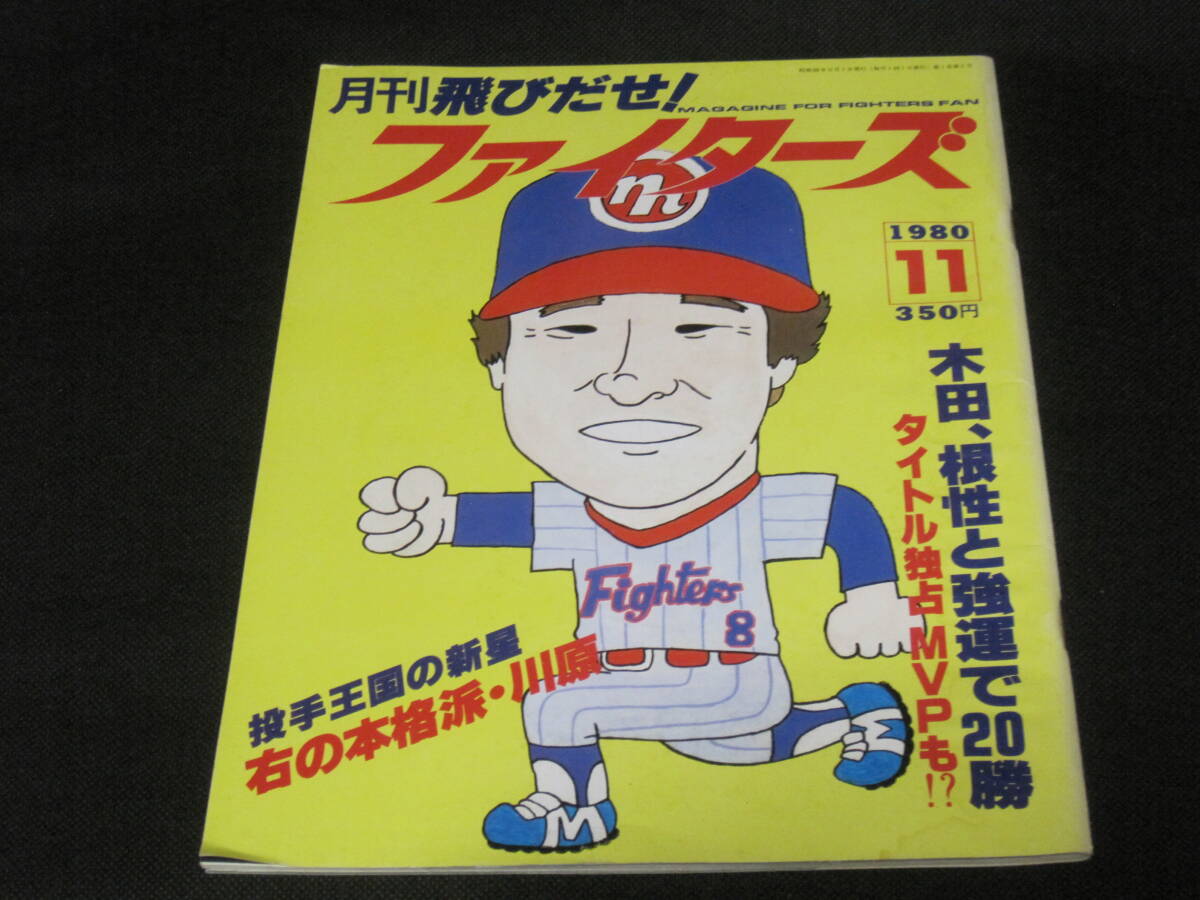 月刊 飛びだせ!
MAGAGINE FOR FIGHTERS FAN
ファイターズ
1980
11
350円
木田、根性と強運で20勝
タイトル独占MVPも!?
Fighters
8
投手王国の新星
右の本格派・川原
M
M